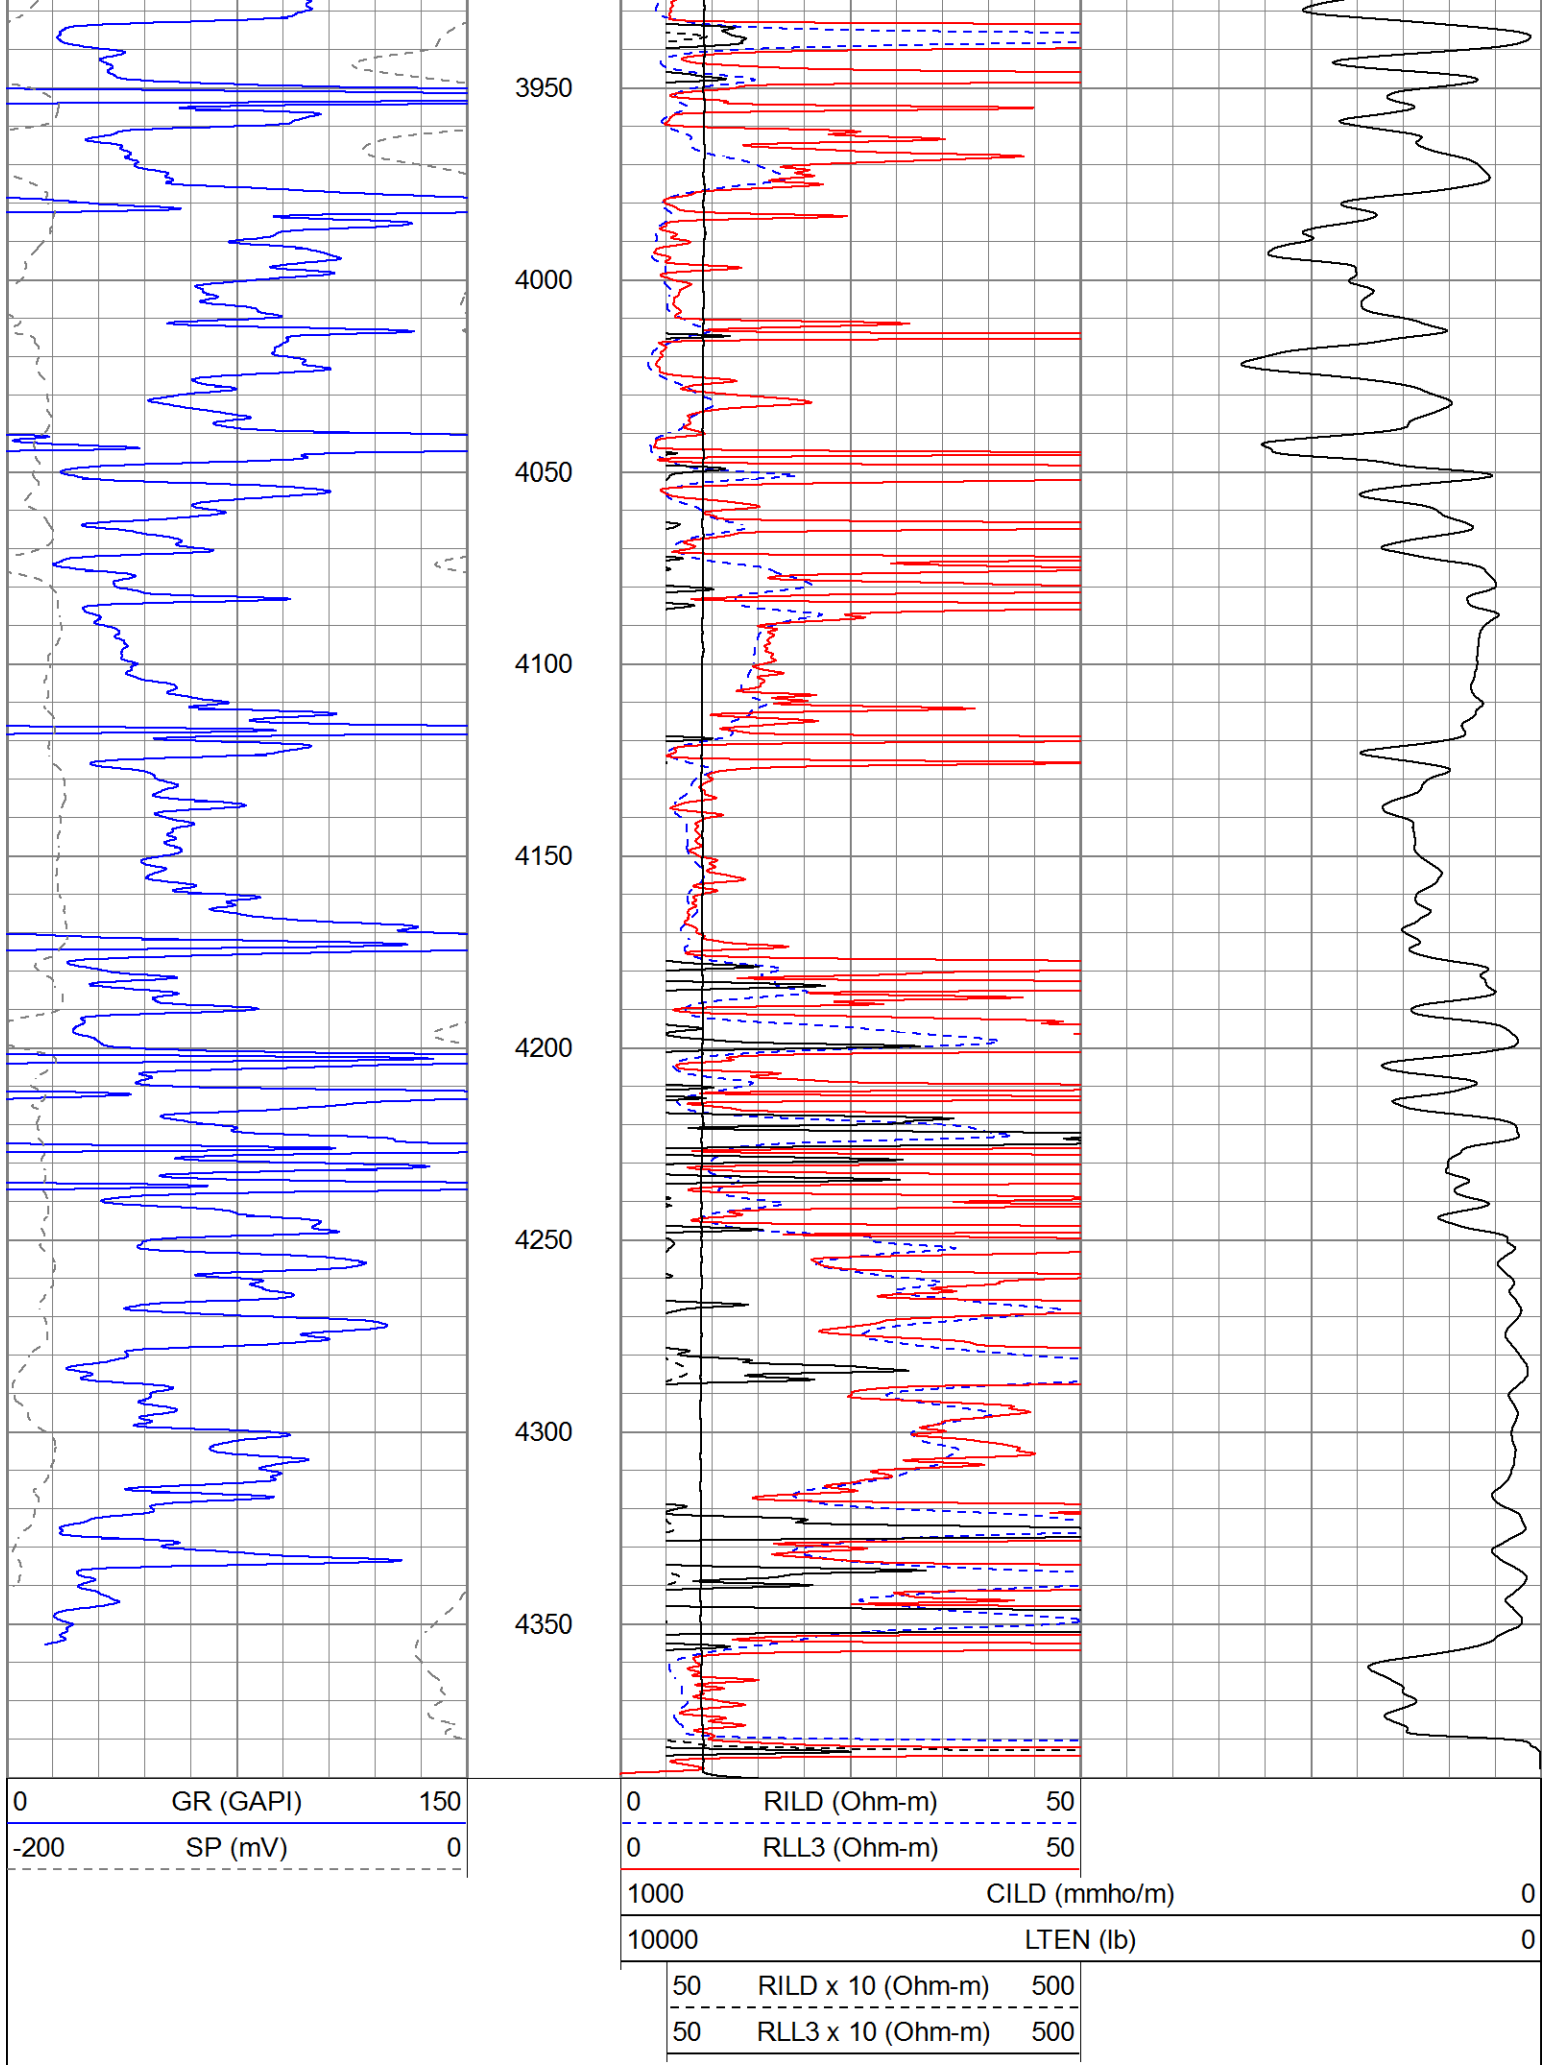 3950
4000
4050
4100
4150
4200
4250
4300
4350
0 GR (GAPI) 150
-200 SP (mV) 0
0 RILD (Ohm-m) 50
0 RLL3 (Ohm-m) 50
1000 CILD (mmho/m) 0
10000 LTEN (lb) 0
50 RILD x 10 (Ohm-m) 500
50 RLL3 x 10 (Ohm-m) 500